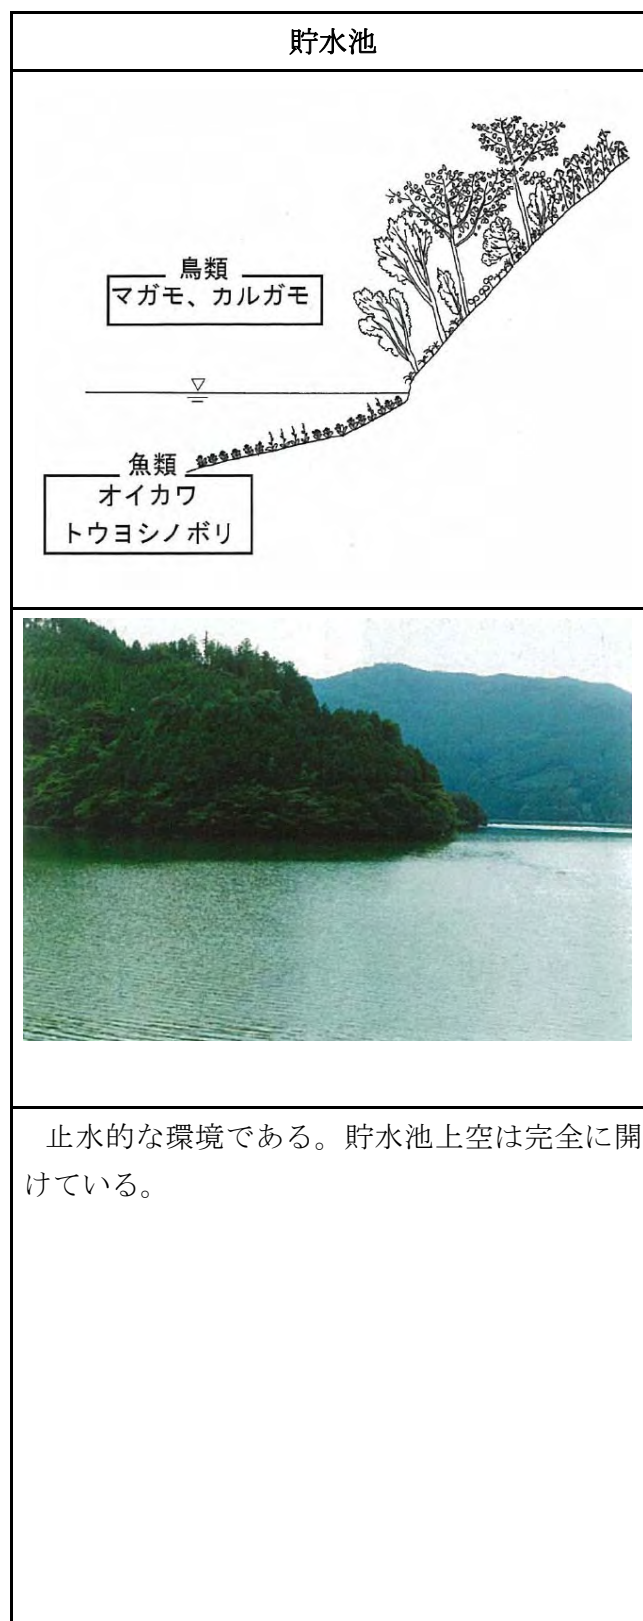 貯水池
鳥類
マガモ、カルガモ
魚類
オイカワ
トウヨシノボリ
止水的な環境である。貯水池上空は完全に開
けている。